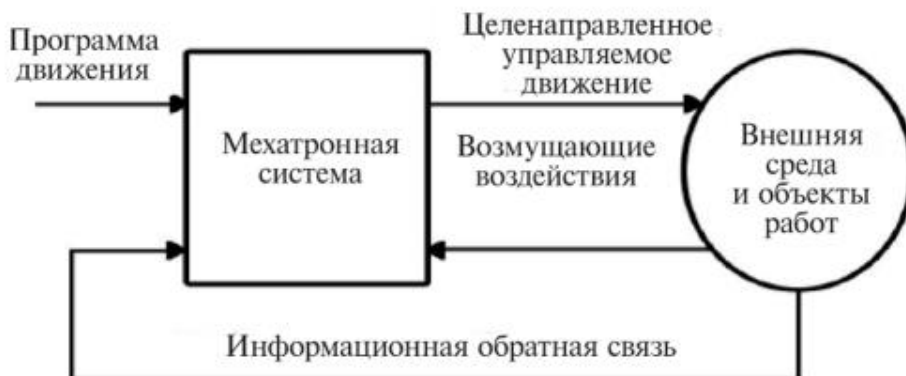 Программа
движения
Мехатронная
система
Целенаправленное
управляемое
движение
Возмущающие
воздействия
Внешняя
среда
и объекты
работ
Информационная обратная связь